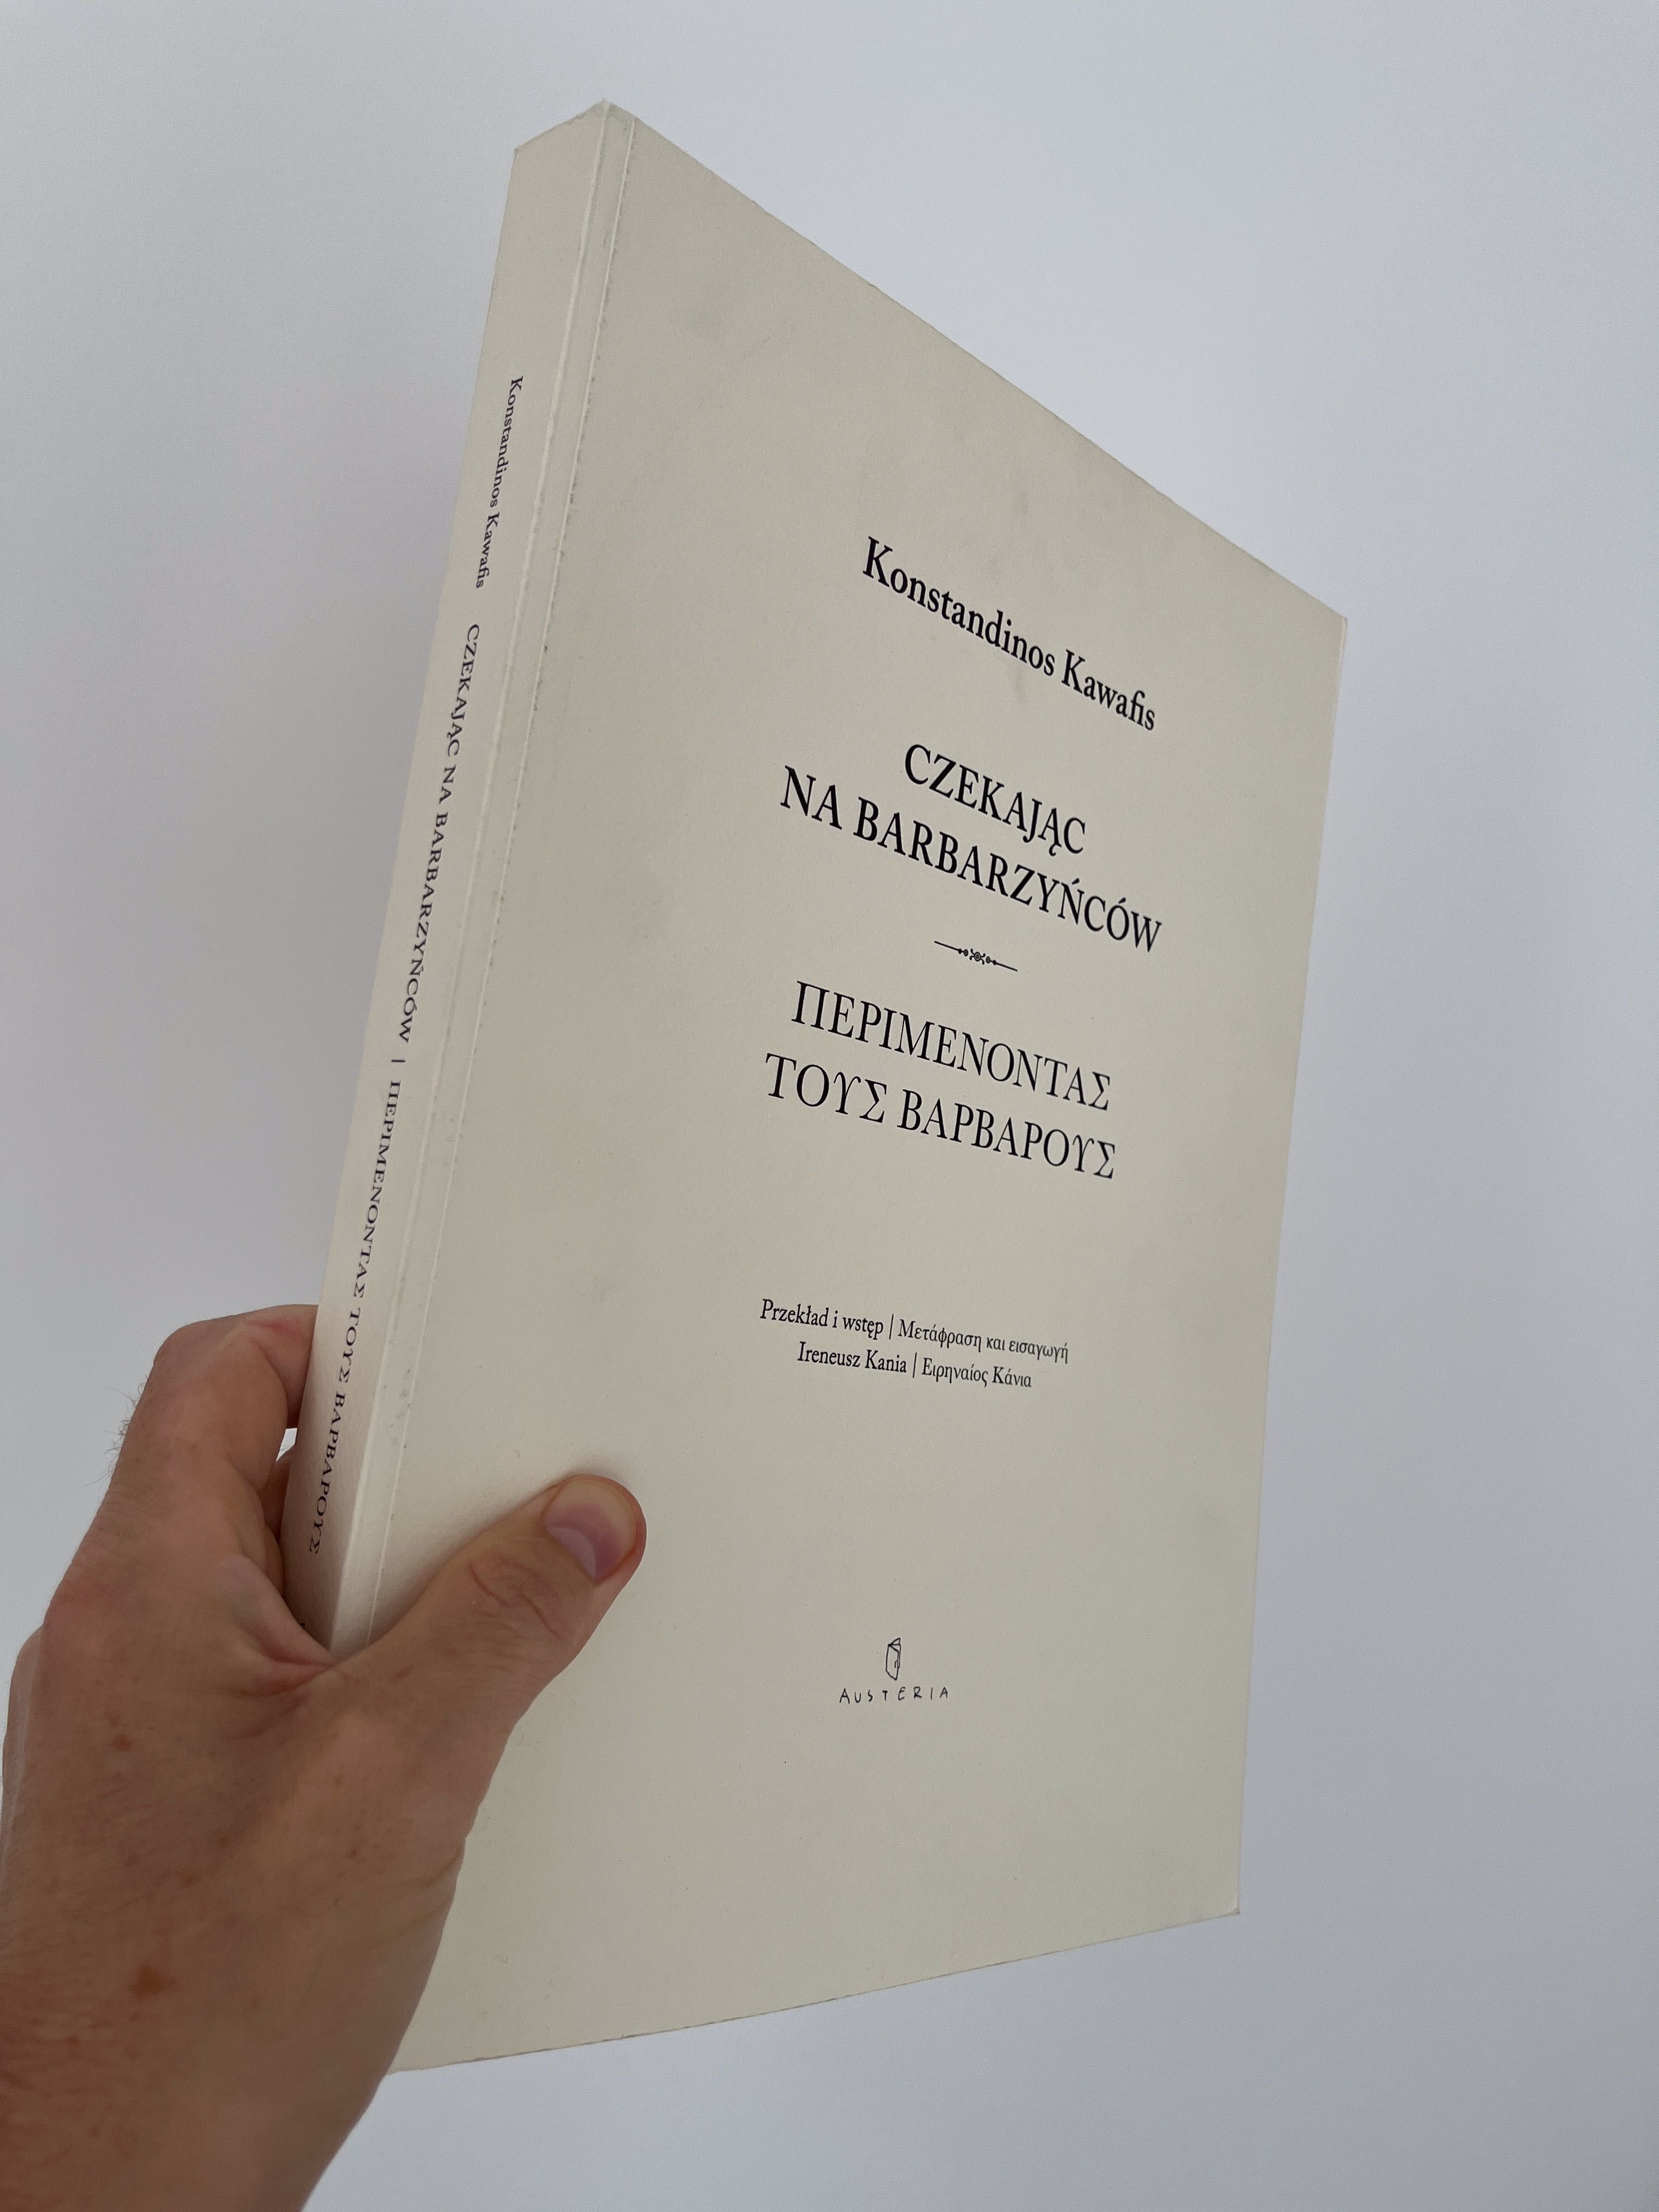 Konstandinos Kawafis CZEKAJĄC NA BARBARZYŃCÓW | ΠΕΡΙΜΕΝΟΝΤΑΣ ΤΟΥΣ ΒΑΡΒΑΡΟΥΣ
Konstandinos Kawafis
CZEKAJĄC
NA BARBARZYŃCÓW
ΠΕΡΙΜΕΝΟΝΤΑΣ
ΤΟΥΣ ΒΑΡΒΑΡΟΥΣ
Przekład i wstęp | Μετάφραση και εισαγωγή
Ireneusz Kania | Ειρηναίος Κάνια
AUSTERIA